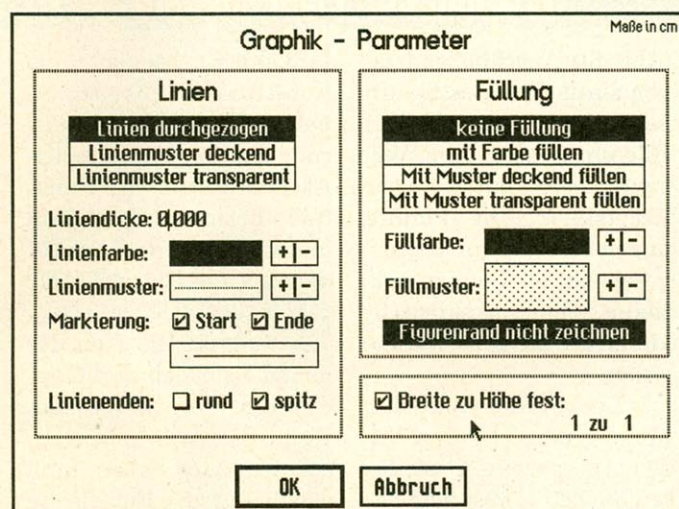 Maße in cm
Graphik - Parameter
Linien
Linien durchgezogen
Linienmuster deckend
Linienmuster transparent
Liniendicke: 0,000
Linienfarbe: + | -
Linienmuster: + | -
Markierung: Start Ende
Linienenden: rund spitz
Füllung
keine Füllung
mit Farbe füllen
Mit Muster deckend füllen
Mit Muster transparent füllen
Füllfarbe: + | -
Füllmuster: + | -
Figurenrand nicht zeichnen
Breite zu Höhe fest:
1 zu 1
OK Abbruch